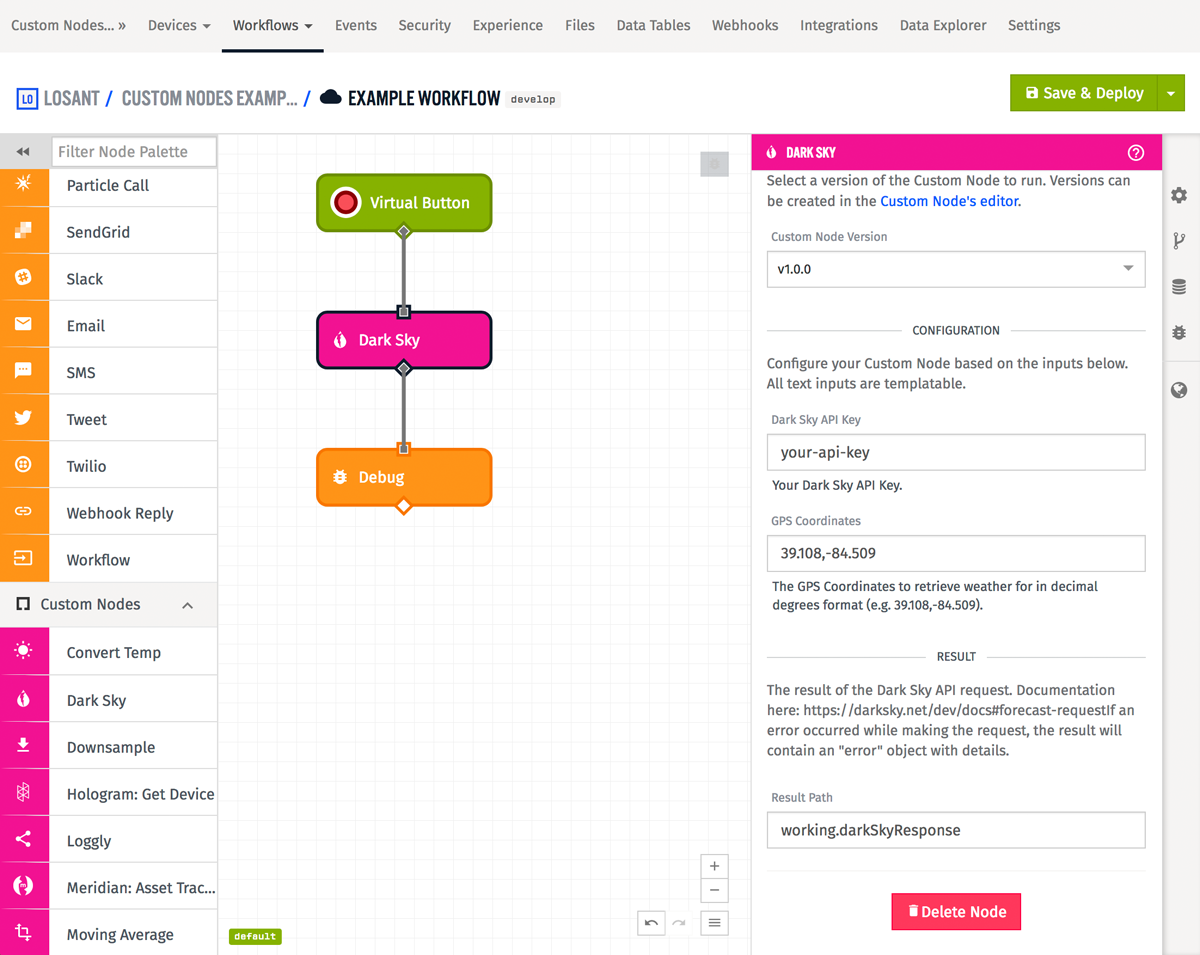 Custom Nodes... »
Devices
Workflows
Events
Security
Experience
Files
Data Tables
Webhooks
Integrations
Data Explorer
Settings
LO LOSANT / CUSTOM NODES EXAMP... / EXAMPLE WORKFLOW develop
Save & Deploy
Filter Node Palette
Particle Call
SendGrid
Slack
Email
SMS
Tweet
Twilio
Webhook Reply
Workflow
Custom Nodes
Convert Temp
Dark Sky
Downsample
Hologram: Get Device
Loggly
Meridian: Asset Trac...
Moving Average
Virtual Button
Dark Sky
Debug
default
DARK SKY
Select a version of the Custom Node to run. Versions can
be created in the Custom Node's editor.
Custom Node Version
v1.0.0
CONFIGURATION
Configure your Custom Node based on the inputs below.
All text inputs are templatable.
Dark Sky API Key
your-api-key
Your Dark Sky API Key.
GPS Coordinates
39.108,-84.509
The GPS Coordinates to retrieve weather for in decimal
degrees format (e.g. 39.108,-84.509).
RESULT
The result of the Dark Sky API request. Documentation
here: https://darksky.net/dev/docs#forecast-requestIf an
error occurred while making the request, the result will
contain an "error" object with details.
Result Path
working.darkSkyResponse
Delete Node